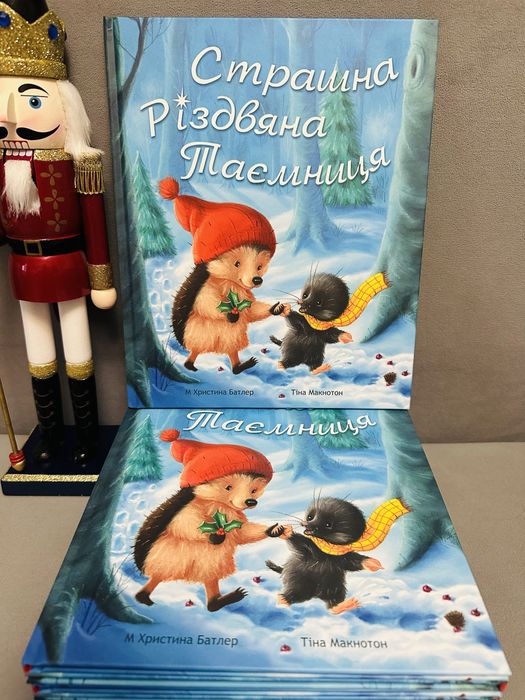 Страшна
Різдвяна
Таємниця
М Христина Батлер
Тіна Макнотон
Таємниця
М Христина Батлер
Тіна Макнотон